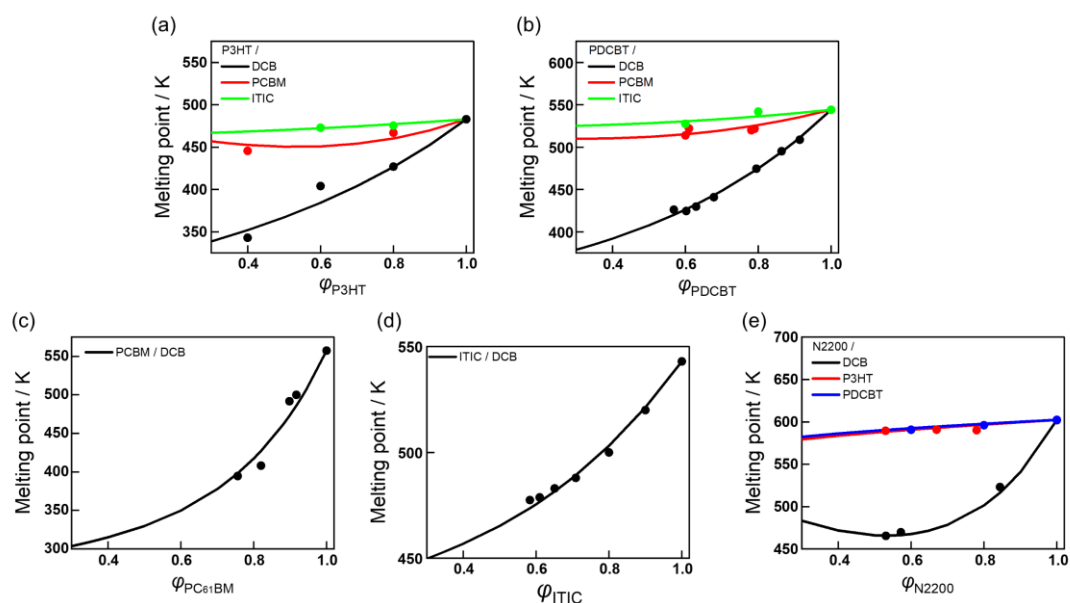 (a)
P3HT /
DCB
PCBM
ITIC
550
500
450
400
350
Melting point / K
0.4 0.6 0.8 1.0
φP3HT
(b)
PDCBT /
DCB
PCBM
ITIC
600
550
500
450
400
Melting point / K
0.4 0.6 0.8 1.0
φPDCBT
(c)
PCBM / DCB
550
500
450
400
350
300
Melting point / K
0.4 0.6 0.8 1.0
φPC61BM
(d)
ITIC / DCB
550
500
450
Melting point / K
0.4 0.6 0.8 1.0
φITIC
(e)
N2200 /
DCB
P3HT
PDCBT
700
650
600
550
500
450
Melting point / K
0.4 0.6 0.8 1.0
φN2200